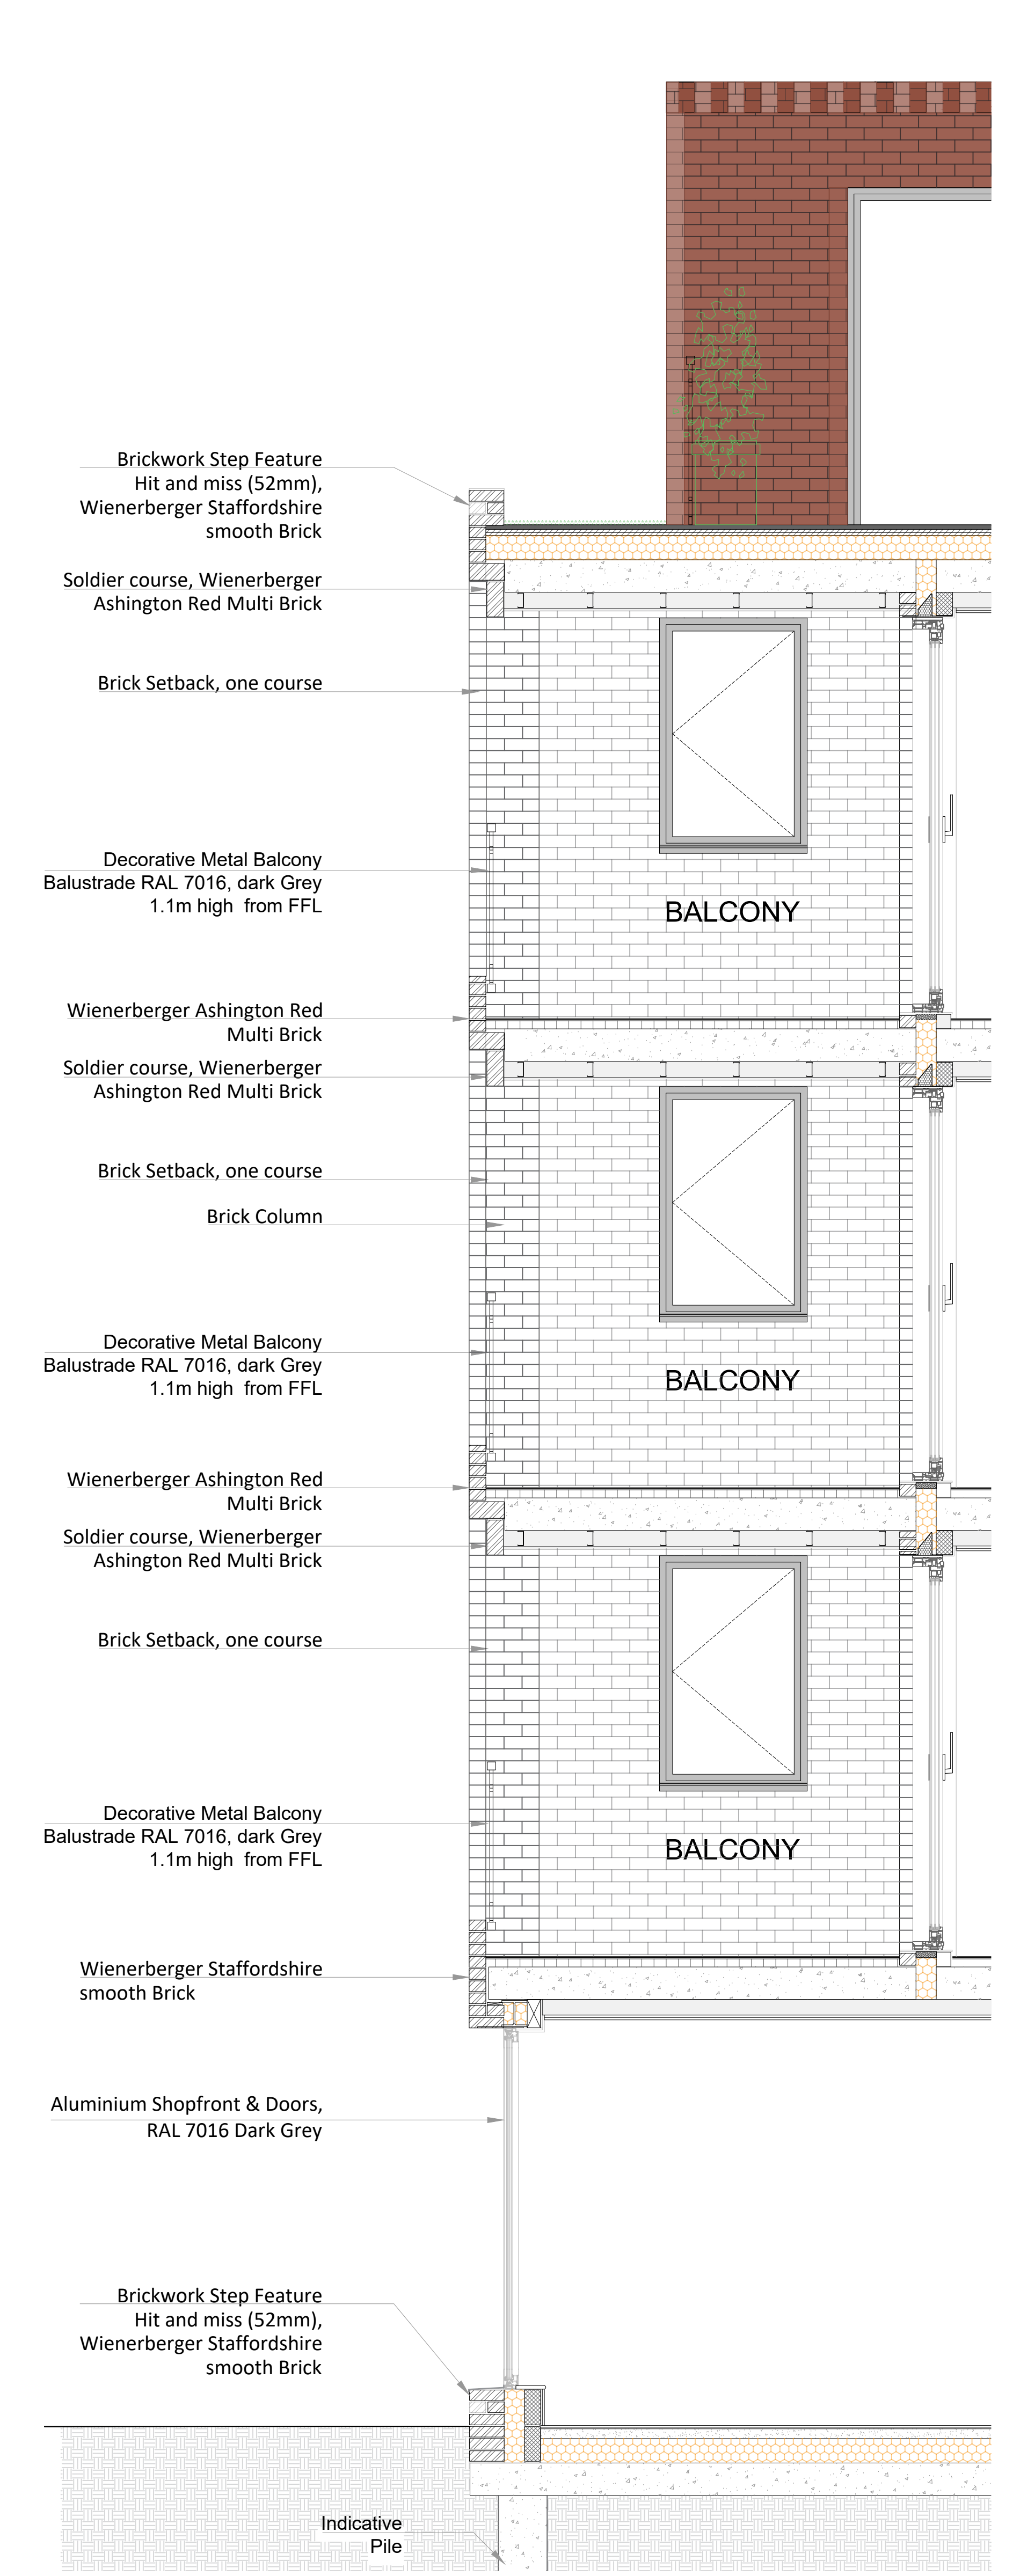 Brickwork Step Feature
Hit and miss (52mm),
Wienerberger Staffordshire
smooth Brick
Soldier course, Wienerberger
Ashington Red Multi Brick
Brick Setback, one course
Decorative Metal Balcony
Balustrade RAL 7016, dark Grey
1.1m high from FFL
BALCONY
Wienerberger Ashington Red
Multi Brick
Soldier course, Wienerberger
Ashington Red Multi Brick
Brick Setback, one course
Brick Column
Decorative Metal Balcony
Balustrade RAL 7016, dark Grey
1.1m high from FFL
BALCONY
Wienerberger Ashington Red
Multi Brick
Soldier course, Wienerberger
Ashington Red Multi Brick
Brick Setback, one course
Decorative Metal Balcony
Balustrade RAL 7016, dark Grey
1.1m high from FFL
BALCONY
Wienerberger Staffordshire
smooth Brick
Aluminium Shopfront & Doors,
RAL 7016 Dark Grey
Brickwork Step Feature
Hit and miss (52mm),
Wienerberger Staffordshire
smooth Brick
Indicative
Pile